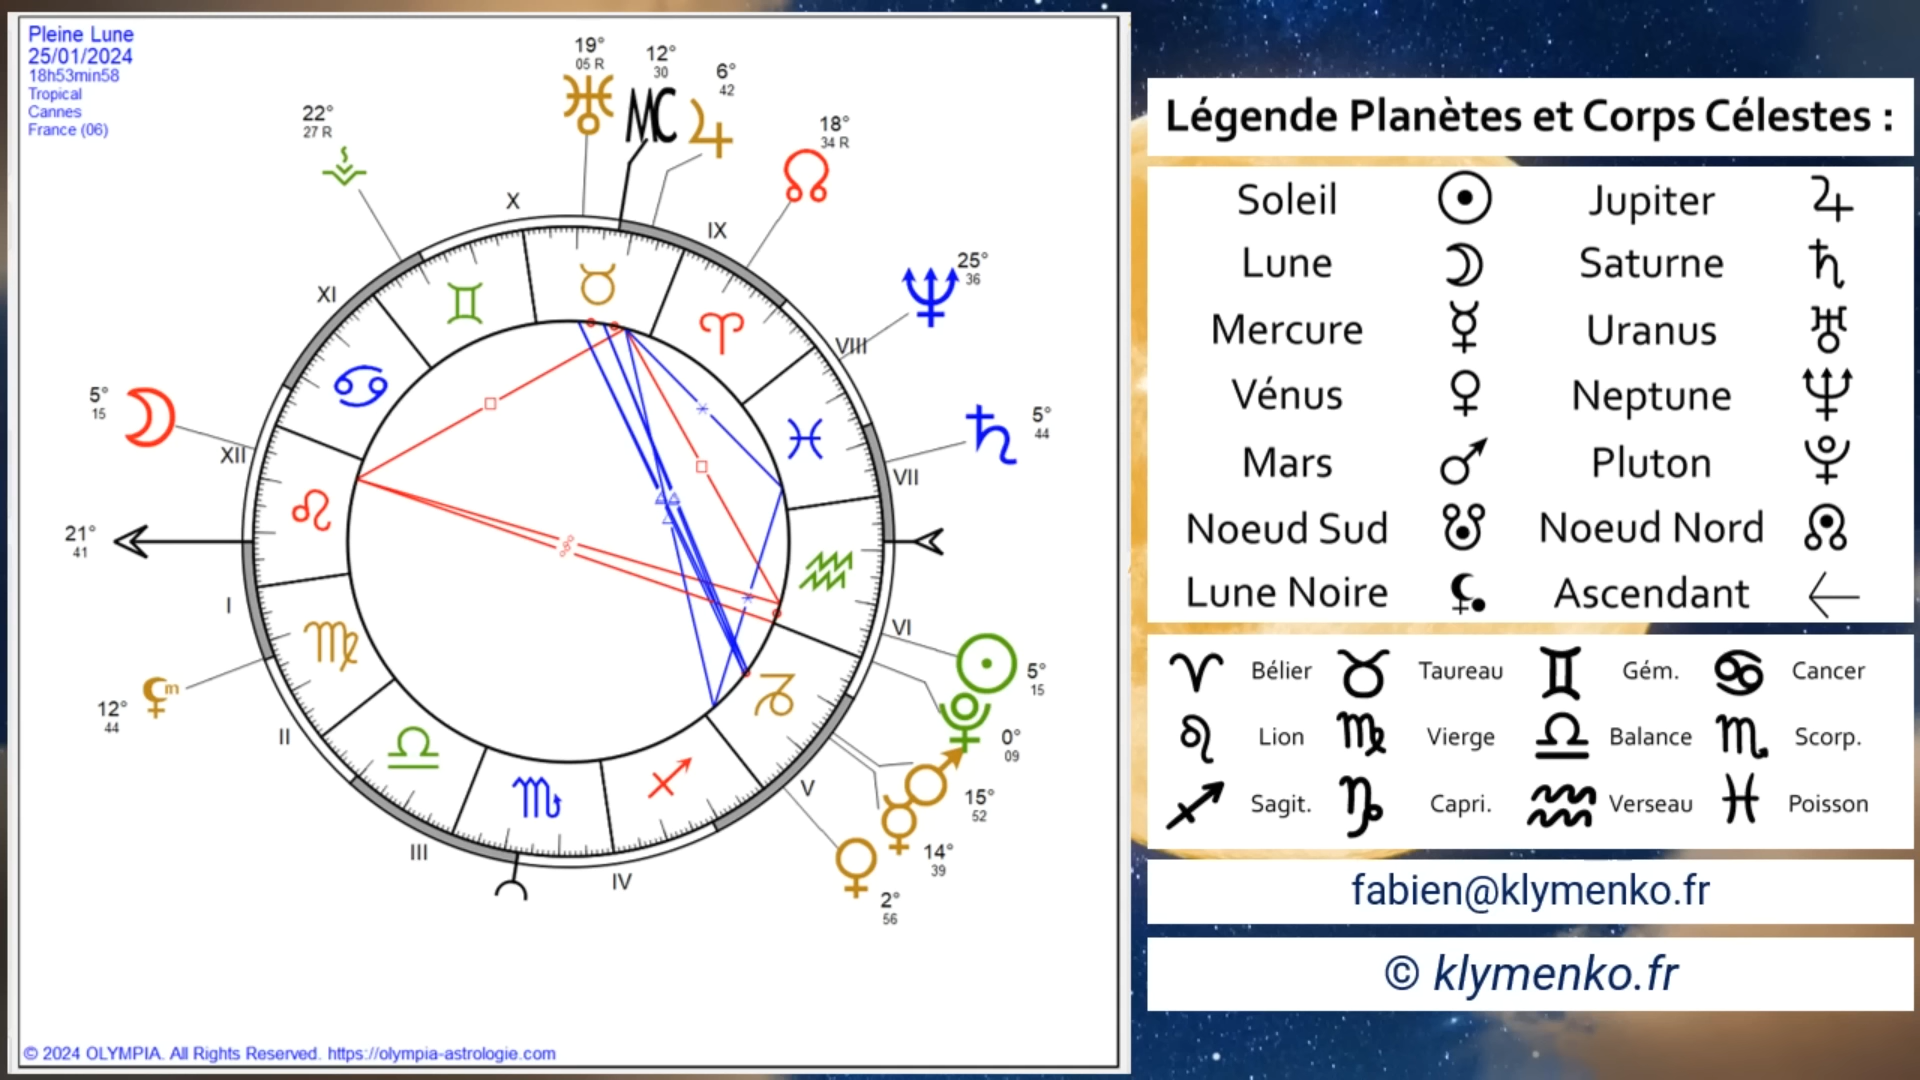 Pleine Lune
25/01/2024
18h53min58
Tropical
Cannes
France (06)
19°
05 R
12°
30
MC
6°
42
18°
34 R
22°
27 R
25°
36
5°
44
5°
15
21°
41
12°
44
m
5°
15
0°
09
15°
52
14°
39
2°
56
X
IX
XI
VIII
XII
VII
I
VI
II
V
III
IV
© 2024 OLYMPIA. All Rights Reserved. https://olympia-astrologie.com
Légende Planètes et Corps Célestes :
Soleil Jupiter
Lune Saturne
Mercure Uranus
Vénus Neptune
Mars Pluton
Noeud Sud Noeud Nord
Lune Noire Ascendant
Bélier Taureau Gém. Cancer
Lion Vierge Balance Scorp.
Sagit. Capri. Verseau Poisson
fabien@klymenko.fr
© klymenko.fr